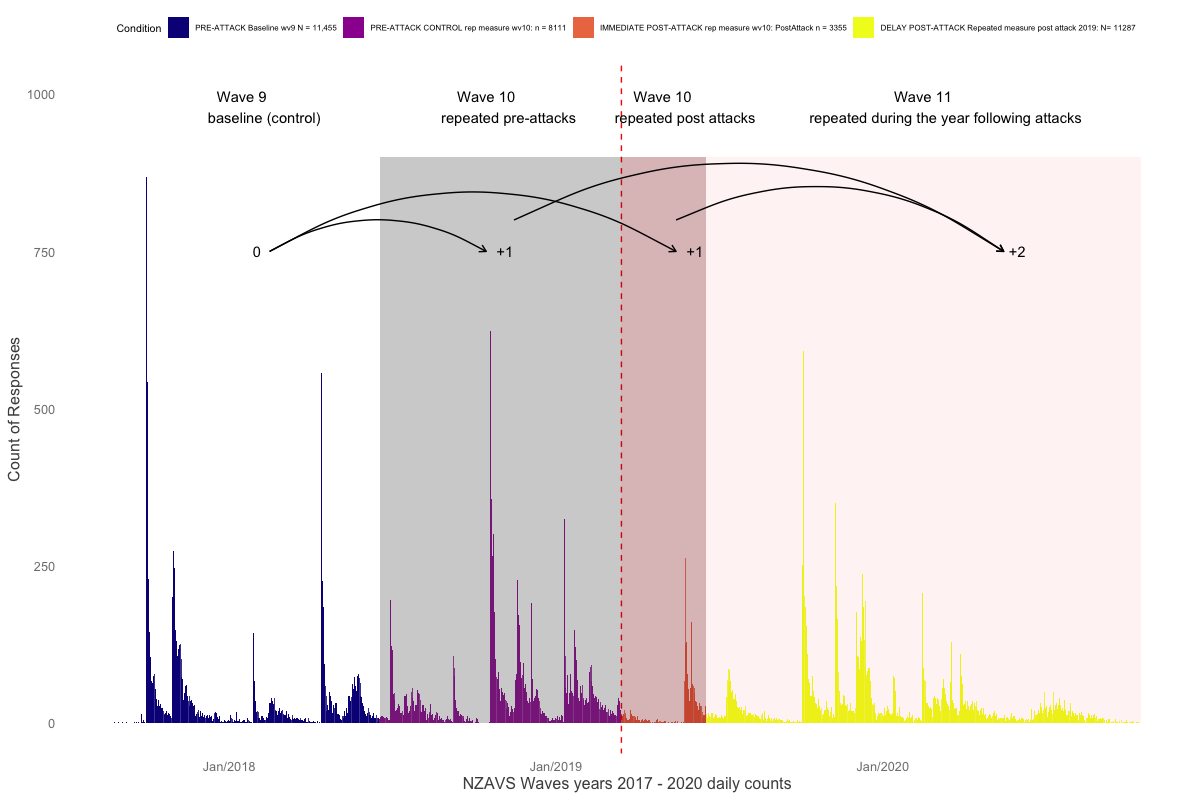 Condition PRE-ATTACK Baseline wv9 N = 11,455 PRE-ATTACK CONTROL rep measure wv10: n = 8111 IMMEDIATE POST-ATTACK rep measure wv10: PostAttack n = 3355 DELAY POST-ATTACK Repeated measure post attack 2019: N= 11287
1000
Wave 9
baseline (control)
Wave 10
repeated pre-attacks
Wave 10
repeated post attacks
Wave 11
repeated during the year following attacks
750
0
+1
+1
+2
500
250
0
Count of Responses
Jan/2018 Jan/2019 Jan/2020
NZAVS Waves years 2017 - 2020 daily counts